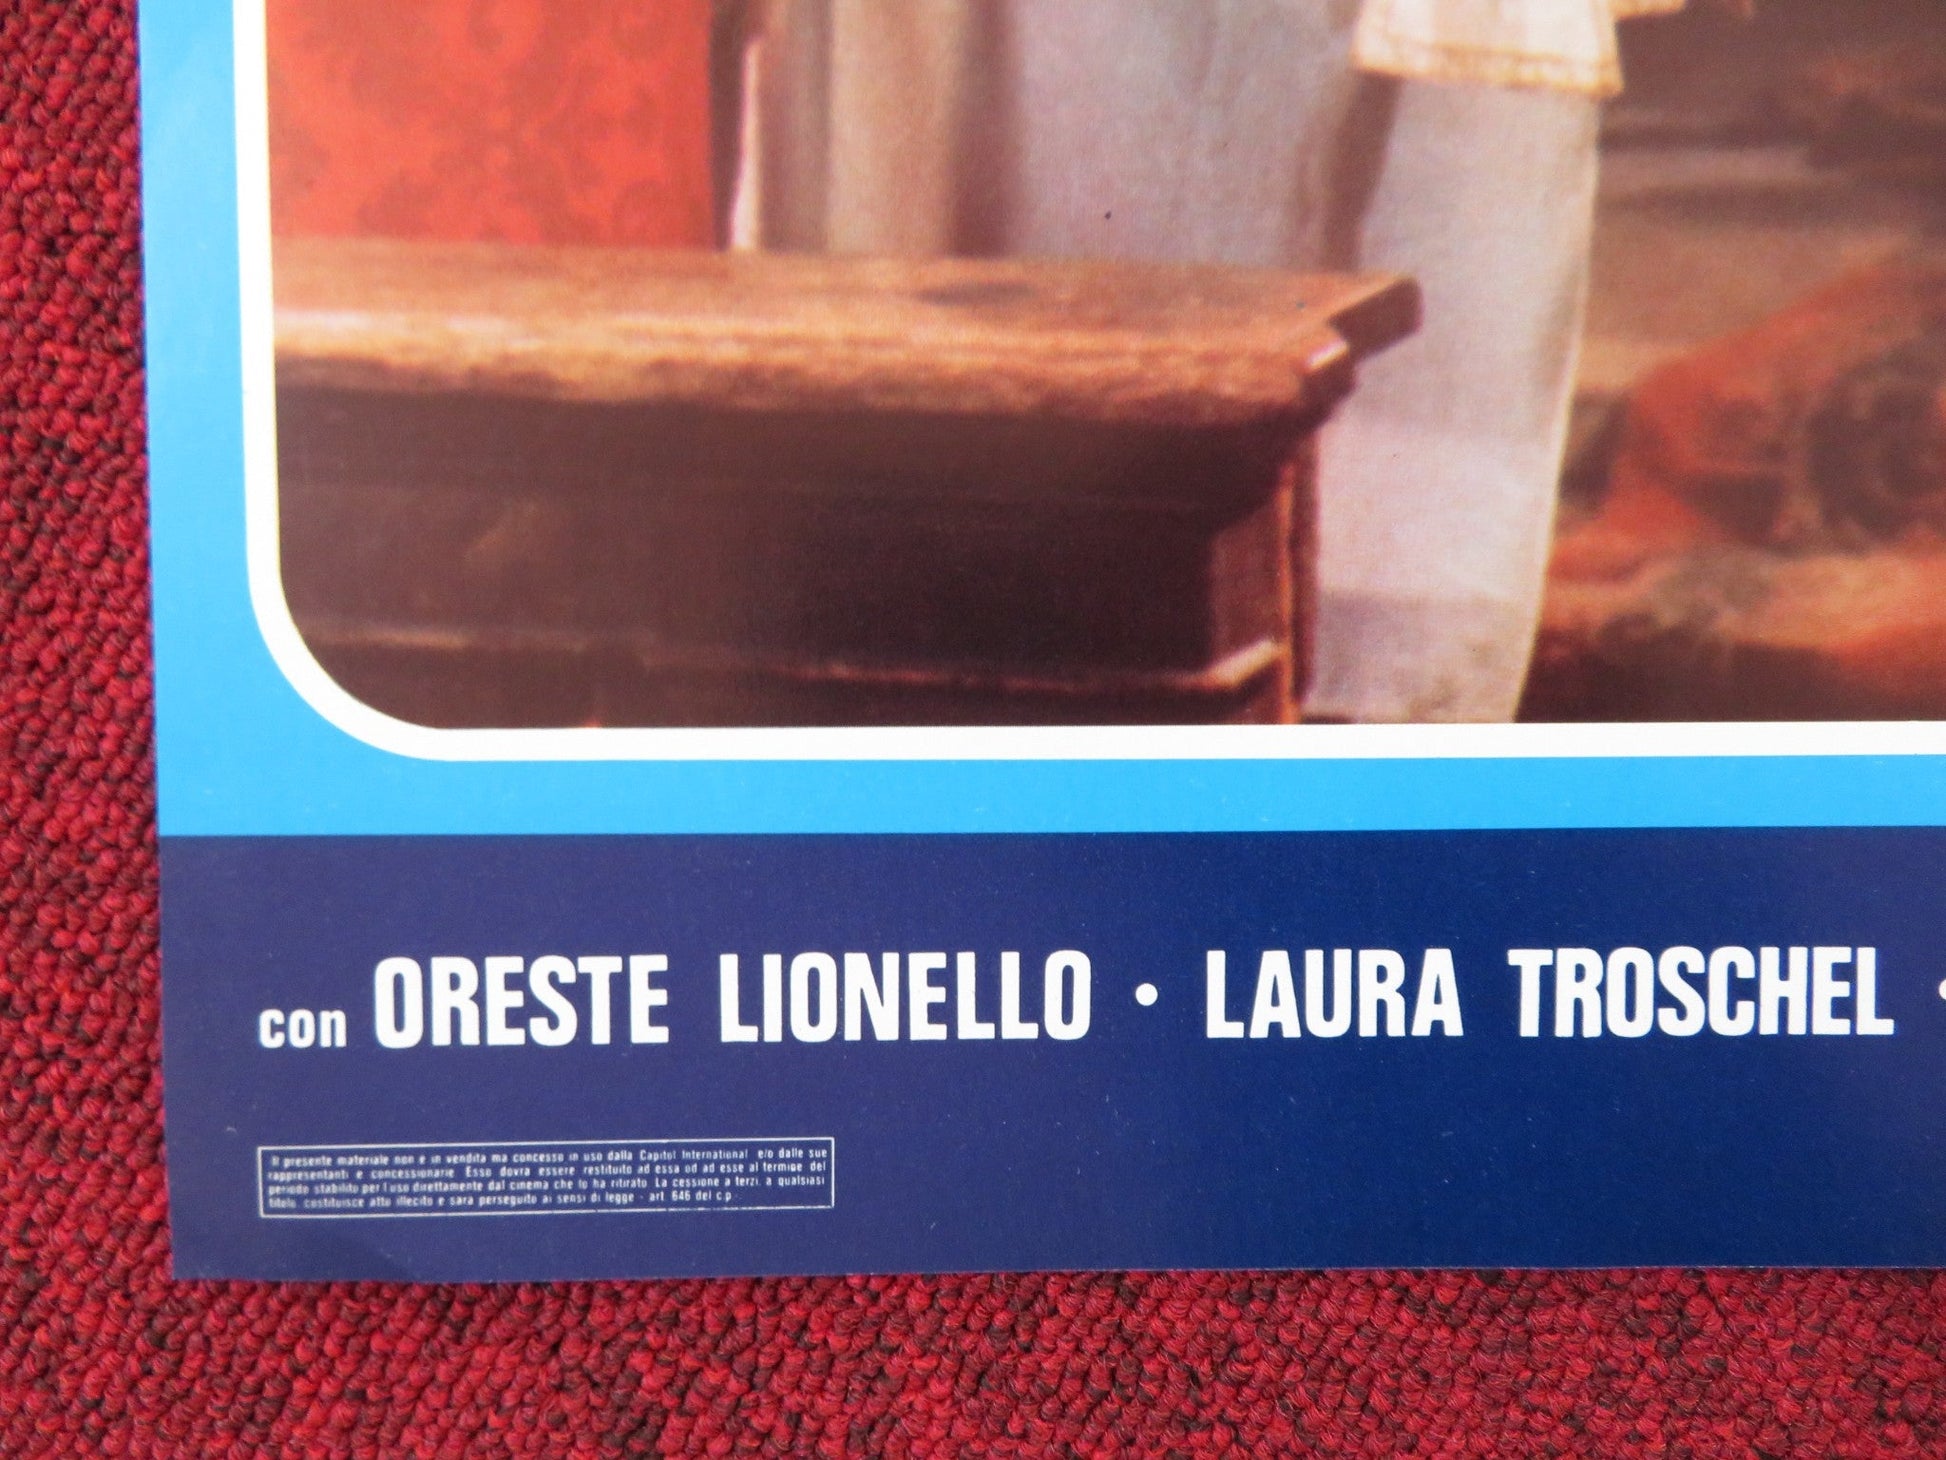 con ORESTE LIONELLO • LAURA TROSCHEL •
Il presente materiale non e in vendita ma concesso in uso dalla Capitol International e/o dalle sue
rappresentanti e concessionarie. Esso dovra essere restituito ad essa od ad esse al termine del
periodo stabilito per l'uso direttamente dal cinema che lo ha ritirato. La cessione a terzi, a qualsiasi
titolo, costituisce atto illecito e sara perseguito ai sensi di legge - art. 646 del c.p.